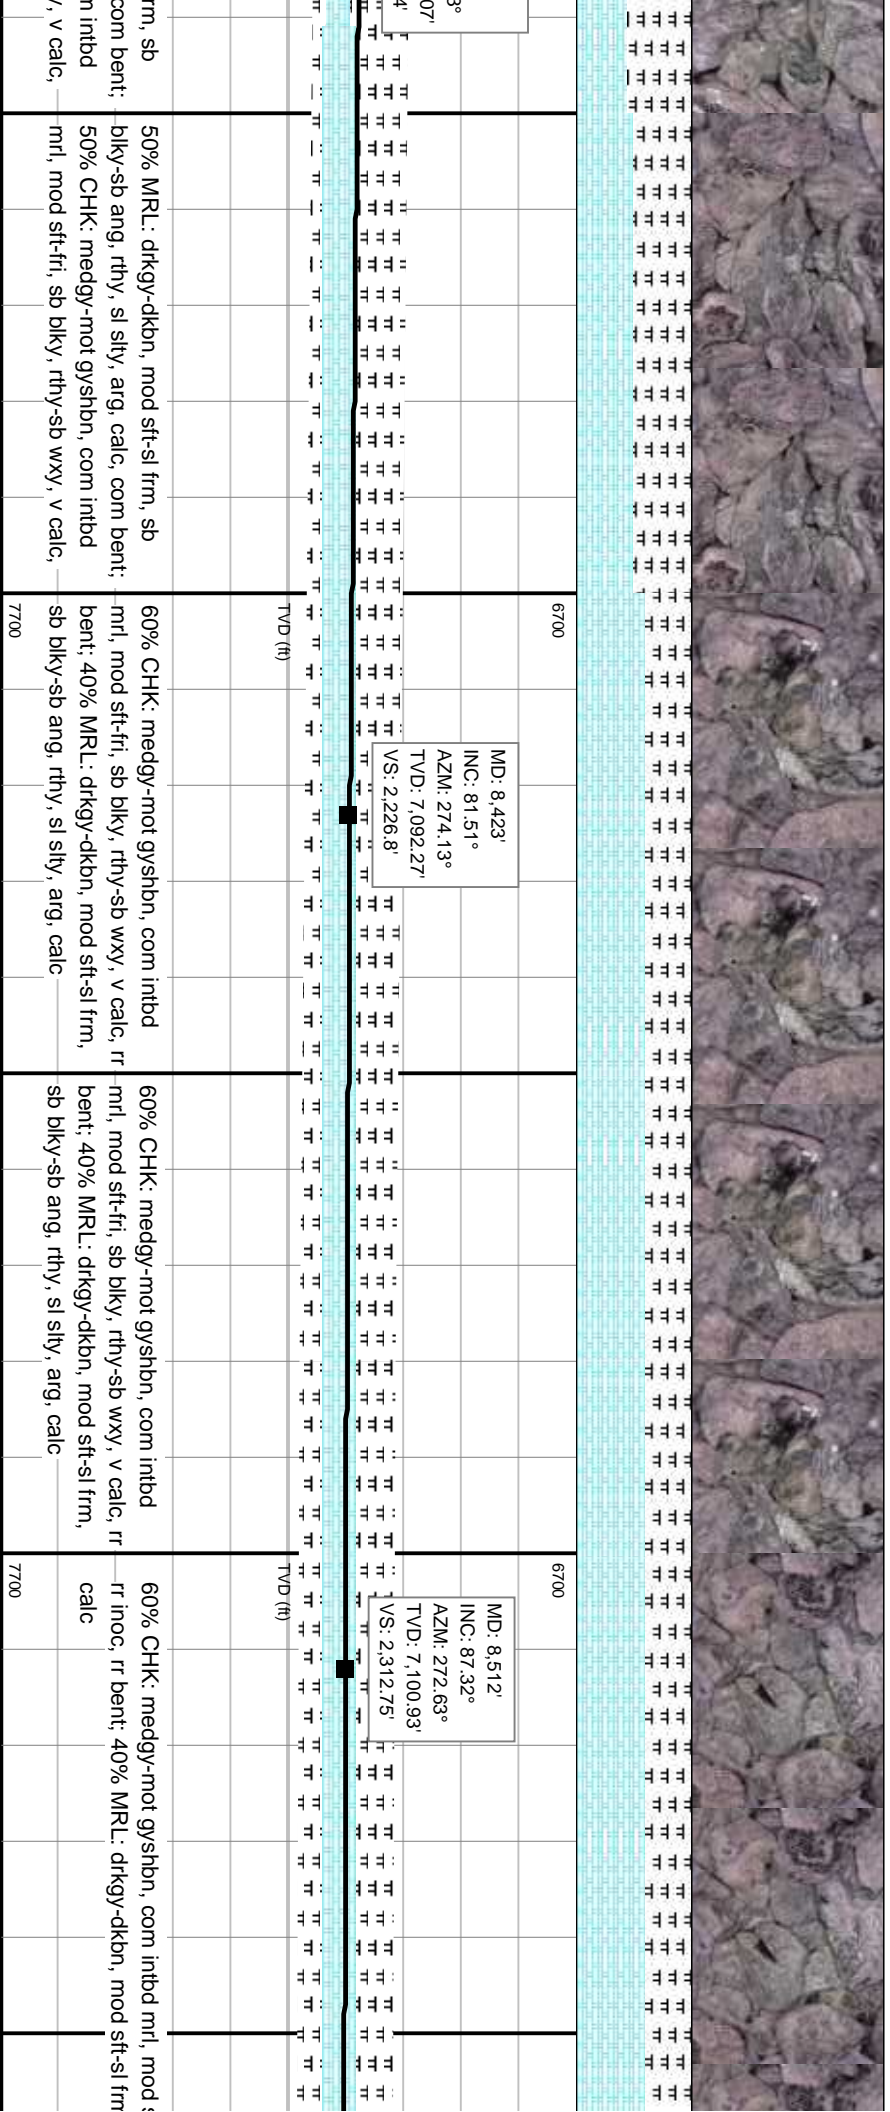 3°
07'
4'
rm, sb
com bent;
m intbd
v calc,
50% MRL: drkgy-dkbn, mod sft-sl frm, sb
blky-sb ang, rthy, sl slty, arg, calc, com bent;
50% CHK: medgy-mot gyshbn, com intbd
mrl, mod sft-fri, sb blky, rthy-sb wxy, v calc,
6700
TVD (ft)
7700
MD: 8,423'
INC: 81.51°
AZM: 274.13°
TVD: 7,092.27'
VS: 2,226.8'
60% CHK: medgy-mot gyshbn, com intbd
mrl, mod sft-fri, sb blky, rthy-sb wxy, v calc, rr
bent; 40% MRL: drkgy-dkbn, mod sft-sl frm,
sb blky-sb ang, rthy, sl slty, arg, calc
60% CHK: medgy-mot gyshbn, com intbd
mrl, mod sft-fri, sb blky, rthy-sb wxy, v calc, rr
bent; 40% MRL: drkgy-dkbn, mod sft-sl frm,
sb blky-sb ang, rthy, sl slty, arg, calc
6700
TVD (ft)
7700
MD: 8,512'
INC: 87.32°
AZM: 272.63°
TVD: 7,100.93'
VS: 2,312.75'
60% CHK: medgy-mot gyshbn, com intbd mrl, mod s
rr inoc, rr bent; 40% MRL: drkgy-dkbn, mod sft-sl frm
calc